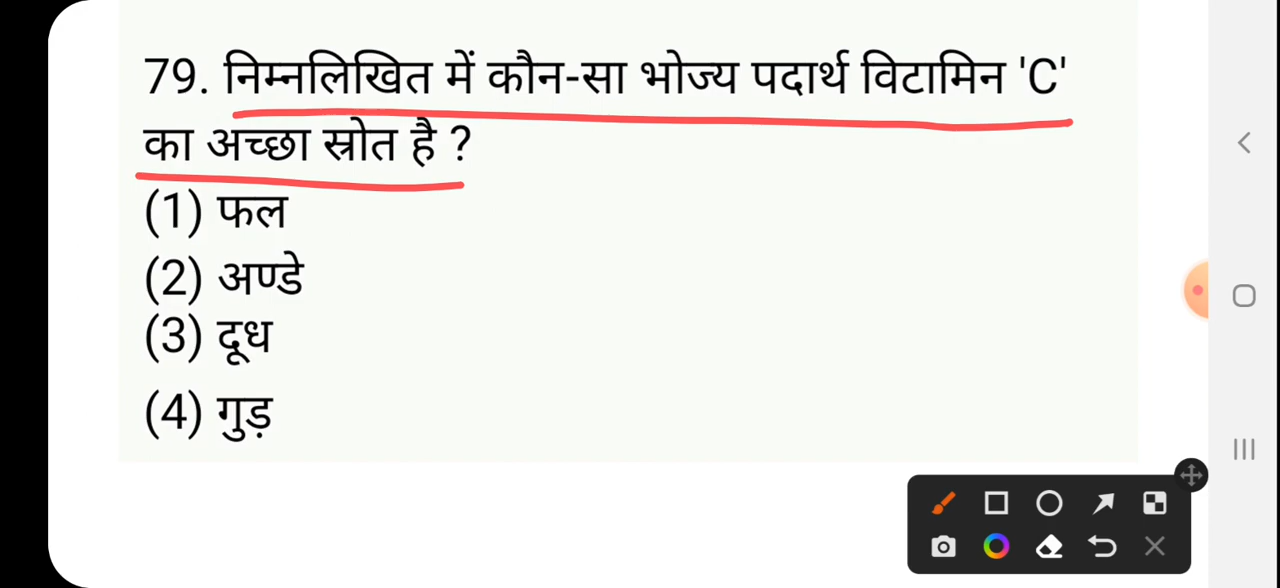 79. निम्नलिखित में कौन-सा भोज्य पदार्थ विटामिन 'C'
का अच्छा स्रोत है ?
(1) फल
(2) अण्डे
(3) दूध
(4) गुड़